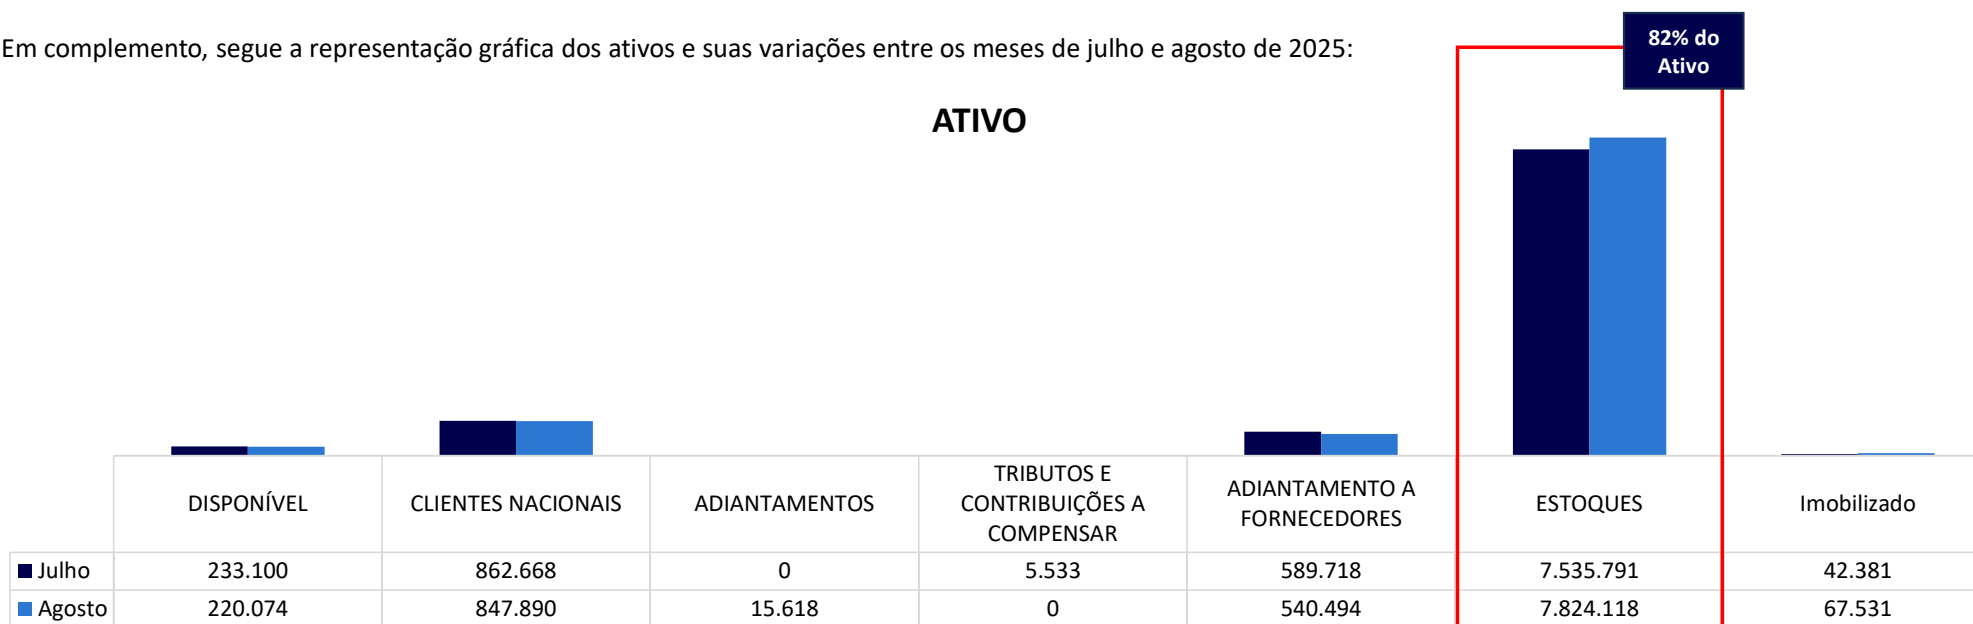 82% do
Ativo
Em complemento, segue a representação gráfica dos ativos e suas variações entre os meses de julho e agosto de 2025:
ATIVO
DISPONÍVEL CLIENTES NACIONAIS ADIANTAMENTOS TRIBUTOS E CONTRIBUIÇÕES A COMPENSAR ADIANTAMENTO A FORNECEDORES ESTOQUES Imobilizado
Julho 233.100 862.668 0 5.533 589.718 7.535.791 42.381
Agosto 220.074 847.890 15.618 0 540.494 7.824.118 67.531